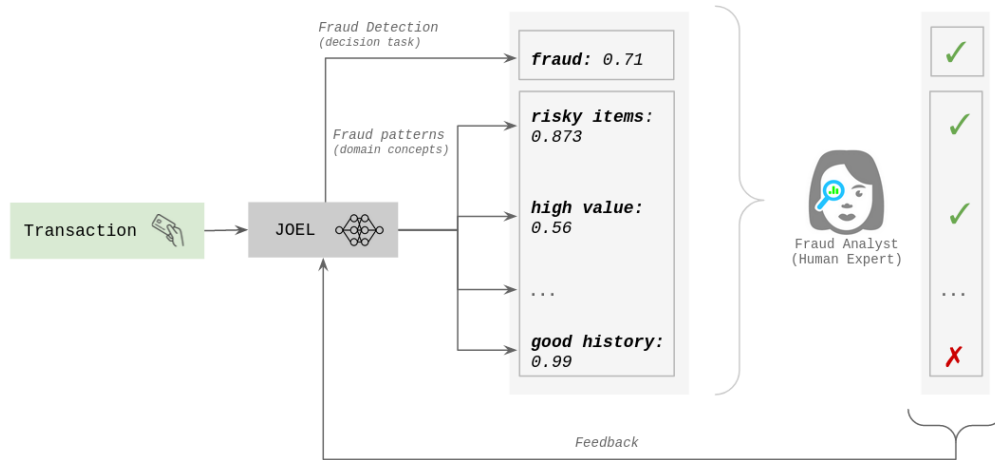 Fraud Detection
(decision task)
fraud: 0.71
risky items:
0.873
Fraud patterns
(domain concepts)
high value:
0.56
Transaction
JOEL
Fraud Analyst
(Human Expert)
...
...
good history:
0.99
Feedback